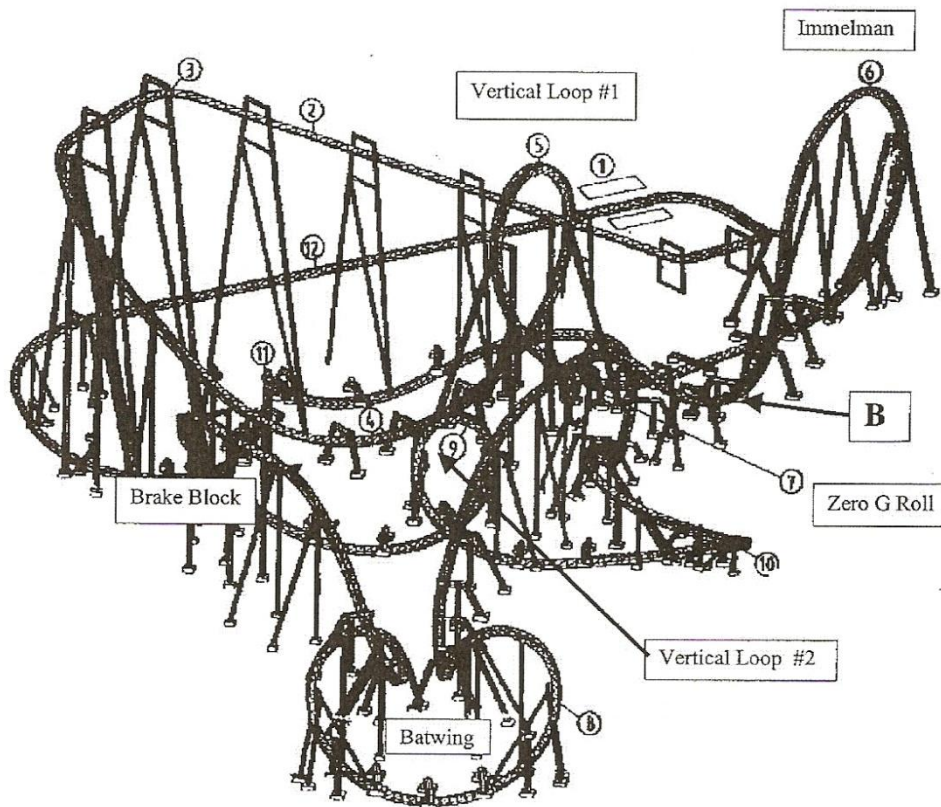 Immelman
6
3
Vertical Loop #1
2
5
1
12
11
4
B
9
7
Brake Block
Zero G Roll
10
Vertical Loop #2
8
Batwing